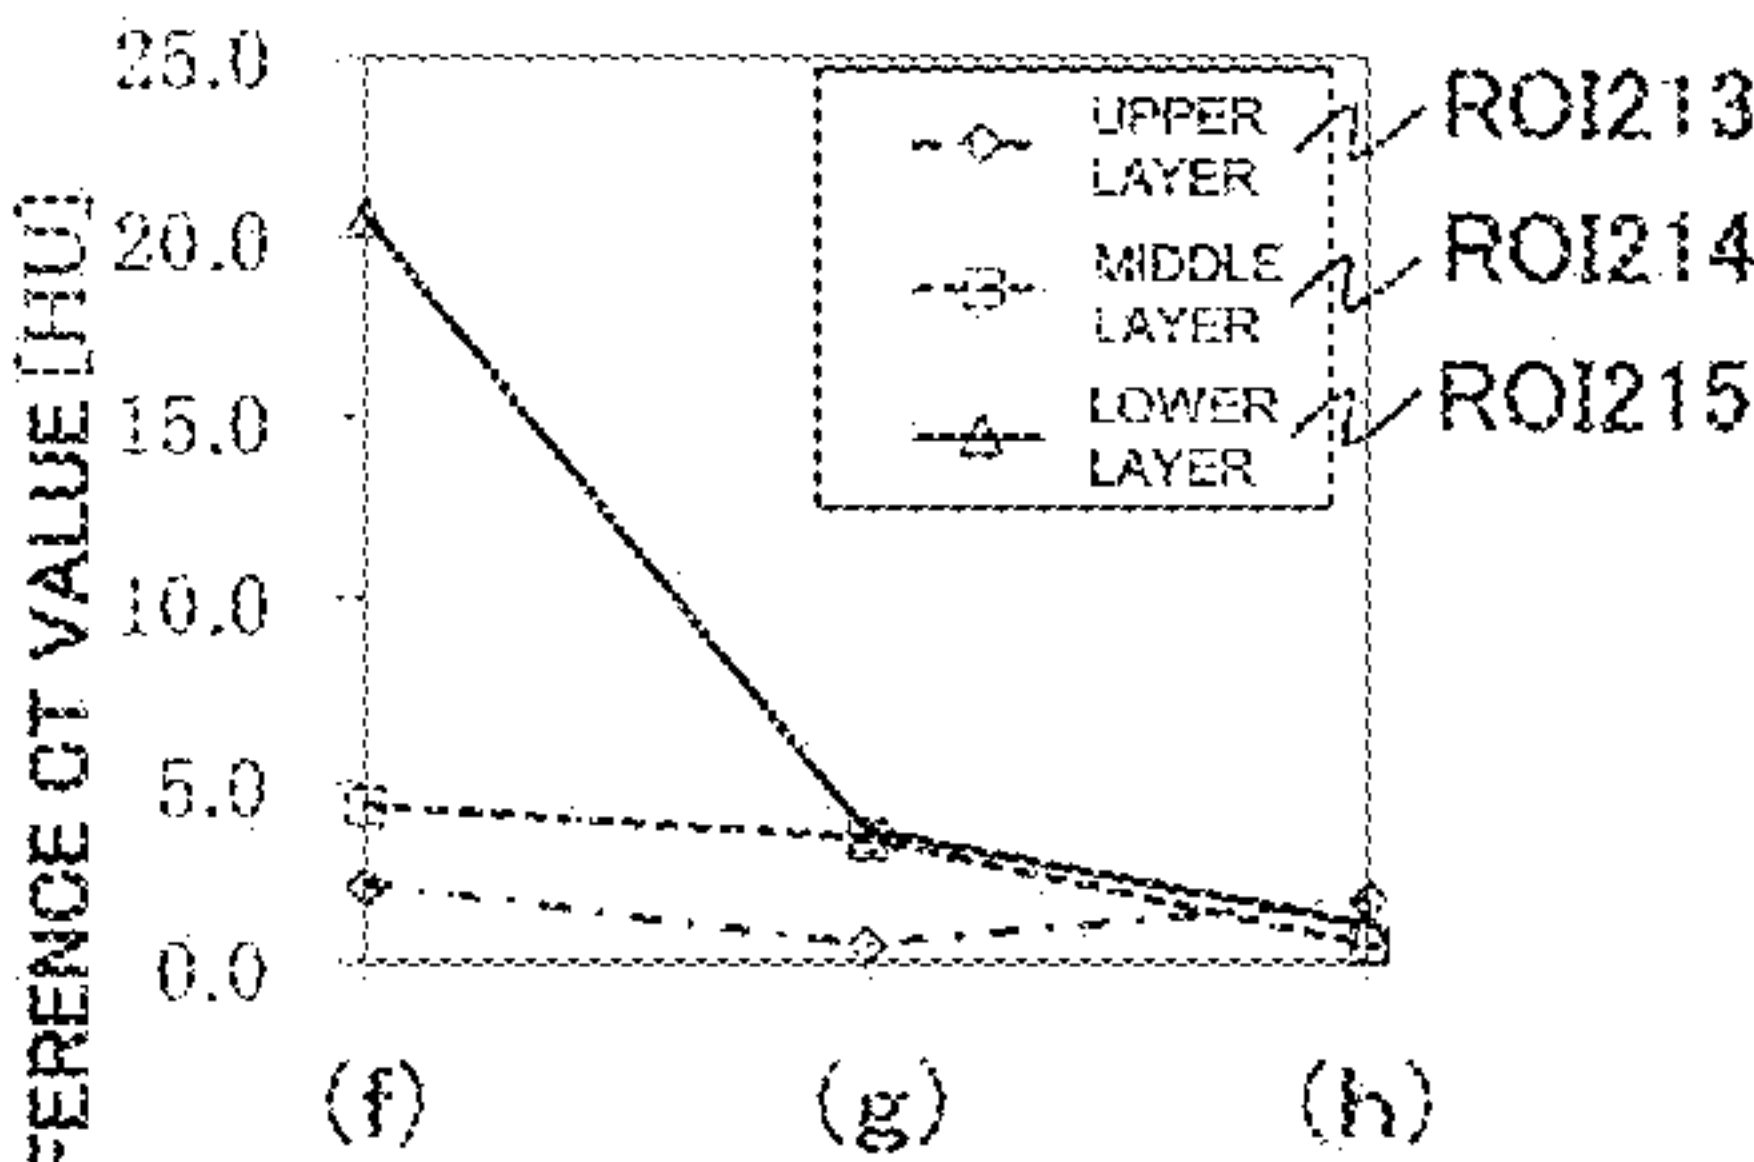 25.0
20.0
15.0
10.0
5.0
0.0
FERENCE CT VALUE [HU]
UPPER
LAYER
ROI213
MIDDLE
LAYER
ROI214
LOWER
LAYER
ROI215
(f)
(g)
(h)